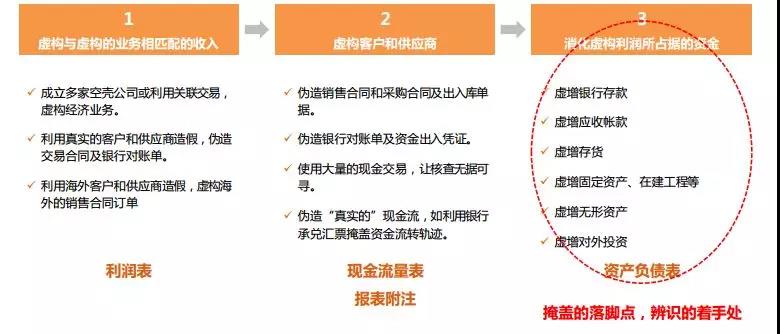 1
虚构与虚构的业务相匹配的收入
成立多家空壳公司或利用关联交易，
虚构经济业务。
利用真实的客户和供应商造假，伪造
交易合同及银行对账单。
利用海外客户和供应商造假，虚构海
外的销售合同订单
利润表
2
虚构客户和供应商
伪造销售合同和采购合同及出入库单
据。
伪造银行对账单及资金出入凭证。
使用大量的现金交易，让核查无据可
寻。
伪造“真实的”现金流，如利用银行
承兑汇票掩盖资金流转轨迹。
现金流量表
报表附注
3
消化虚构利润所占据的资金
虚增银行存款
虚增应收帐款
虚增存货
虚增固定资产、在建工程等
虚增无形资产
虚增对外投资
资产负债表
掩盖的落脚点，辨识的着手处